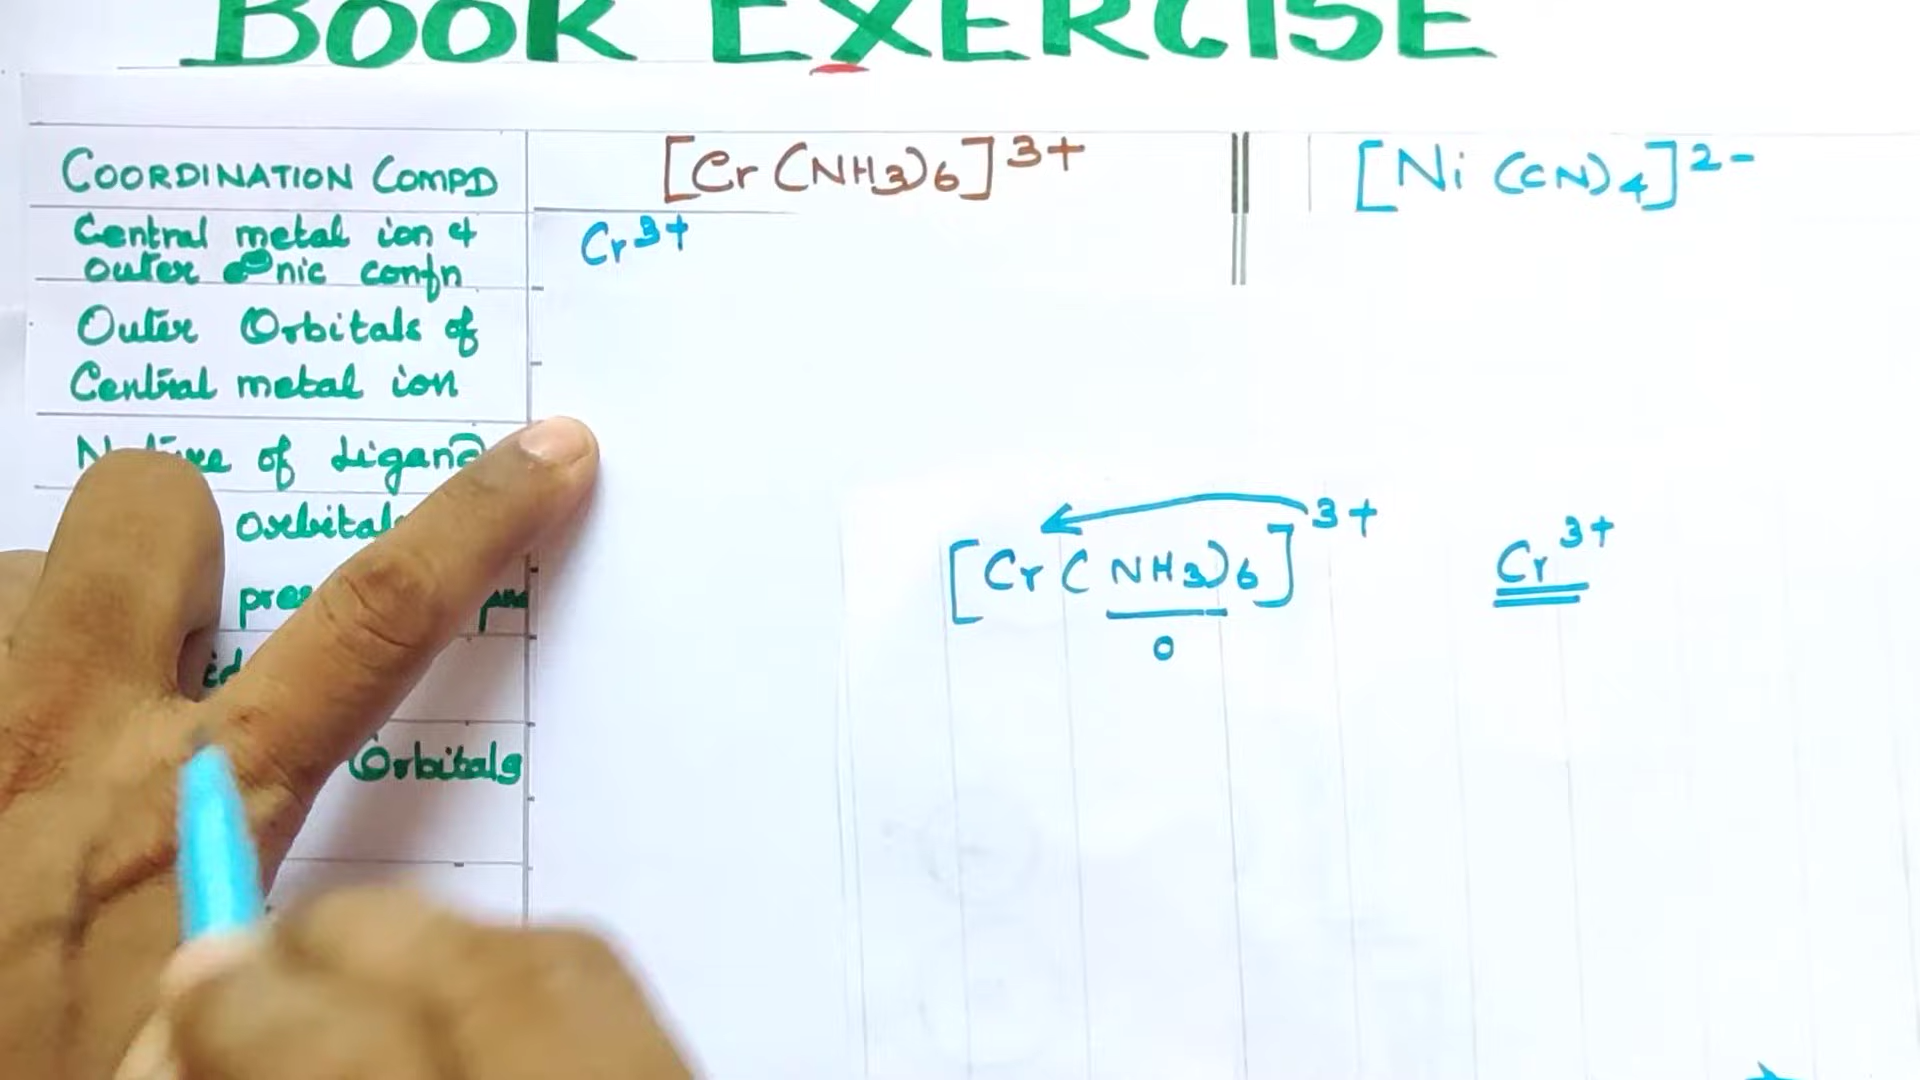 BOOK EXERCISE
COORDINATION COMPD
[Cr (NH3)6]3+
[Ni (CN)4]2-
Central metal ion &
outer nic confn
Cr3+
Outer Orbitals of
Central metal ion
of Ligand
orbital
[Cr (NH3)6]3+
0
Cr3+
Orbitals